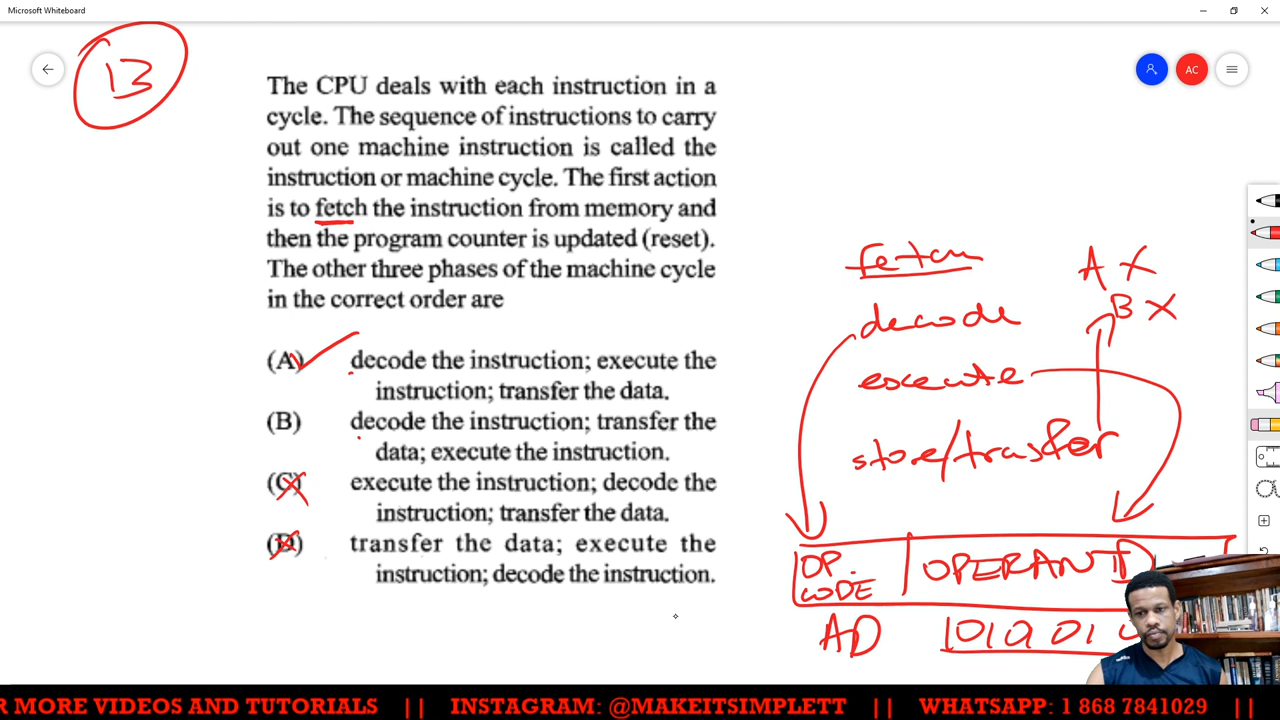 Microsoft Whiteboard
13
AC
The CPU deals with each instruction in a
cycle. The sequence of instructions to carry
out one machine instruction is called the
instruction or machine cycle. The first action
is to fetch the instruction from memory and
then the program counter is updated (reset).
The other three phases of the machine cycle
in the correct order are
(A) decode the instruction; execute the
instruction; transfer the data.
(B) decode the instruction; transfer the
data; execute the instruction.
(C) execute the instruction; decode the
instruction; transfer the data.
(D) transfer the data; execute the
instruction; decode the instruction.
fetch
A X
B X
decode
execute
store/transfer
OP.
CODE
OPERAND
AD
R MORE VIDEOS AND TUTORIALS || INSTAGRAM: @MAKEITSIMPLETT || WHATSAPP: 1 868 7841029 ||